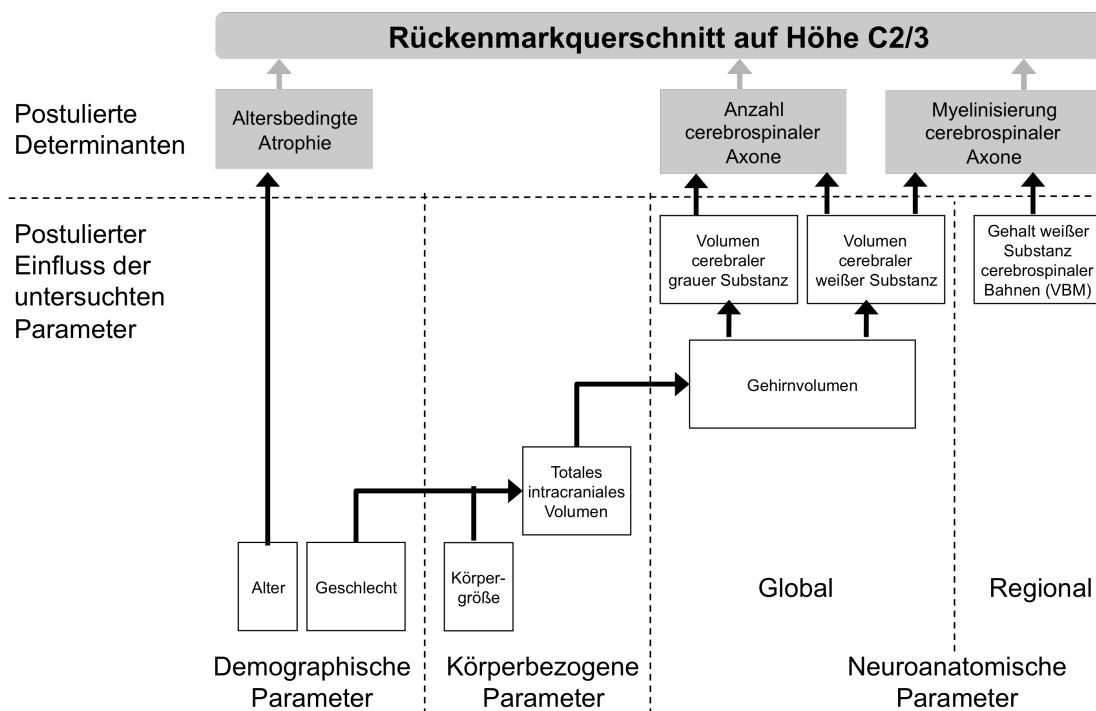 Rückenmarkquerschnitt auf Höhe C2/3
Postulierte
Determinanten
Altersbedingte
Atrophie
Anzahl
cerebrospinaler
Axone
Myelinisierung
cerebrospinaler
Axone
Postulierter
Einfluss der
untersuchten
Parameter
Volumen
cerebraler
grauer Substanz
Volumen
cerebraler
weißer Substanz
Gehalt weißer
Substanz
cerebrospinaler
Bahnen (VBM)
Gehirnvolumen
Totales
intracraniales
Volumen
Alter
Geschlecht
Körper-
größe
Global
Regional
Demographische
Parameter
Körperbezogene
Parameter
Neuroanatomische
Parameter